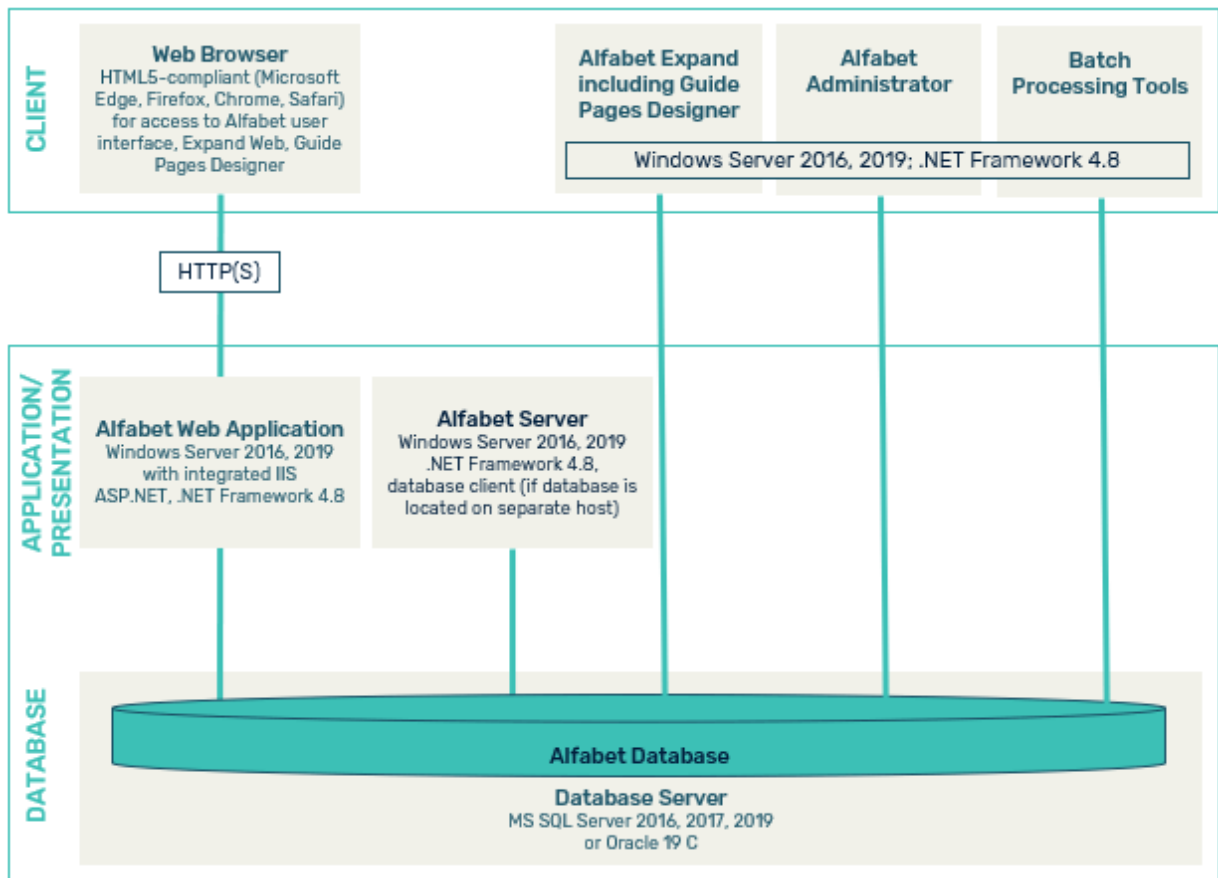 CLIENT
Web Browser
HTML5-compliant (Microsoft
Edge, Firefox, Chrome, Safari)
for access to Alfabet user
interface, Expand Web, Guide
Pages Designer
Alfabet Expand
including Guide
Pages Designer
Alfabet
Administrator
Batch
Processing Tools
Windows Server 2016, 2019; .NET Framework 4.8
HTTP(S)
APPLICATION/
PRESENTATION
Alfabet Web Application
Windows Server 2016, 2019
with integrated IIS
ASP.NET, .NET Framework 4.8
Alfabet Server
Windows Server 2016, 2019
.NET Framework 4.8,
database client (if database is
located on separate host)
DATABASE
Alfabet Database
Database Server
MS SQL Server 2016, 2017, 2019
or Oracle 19 C